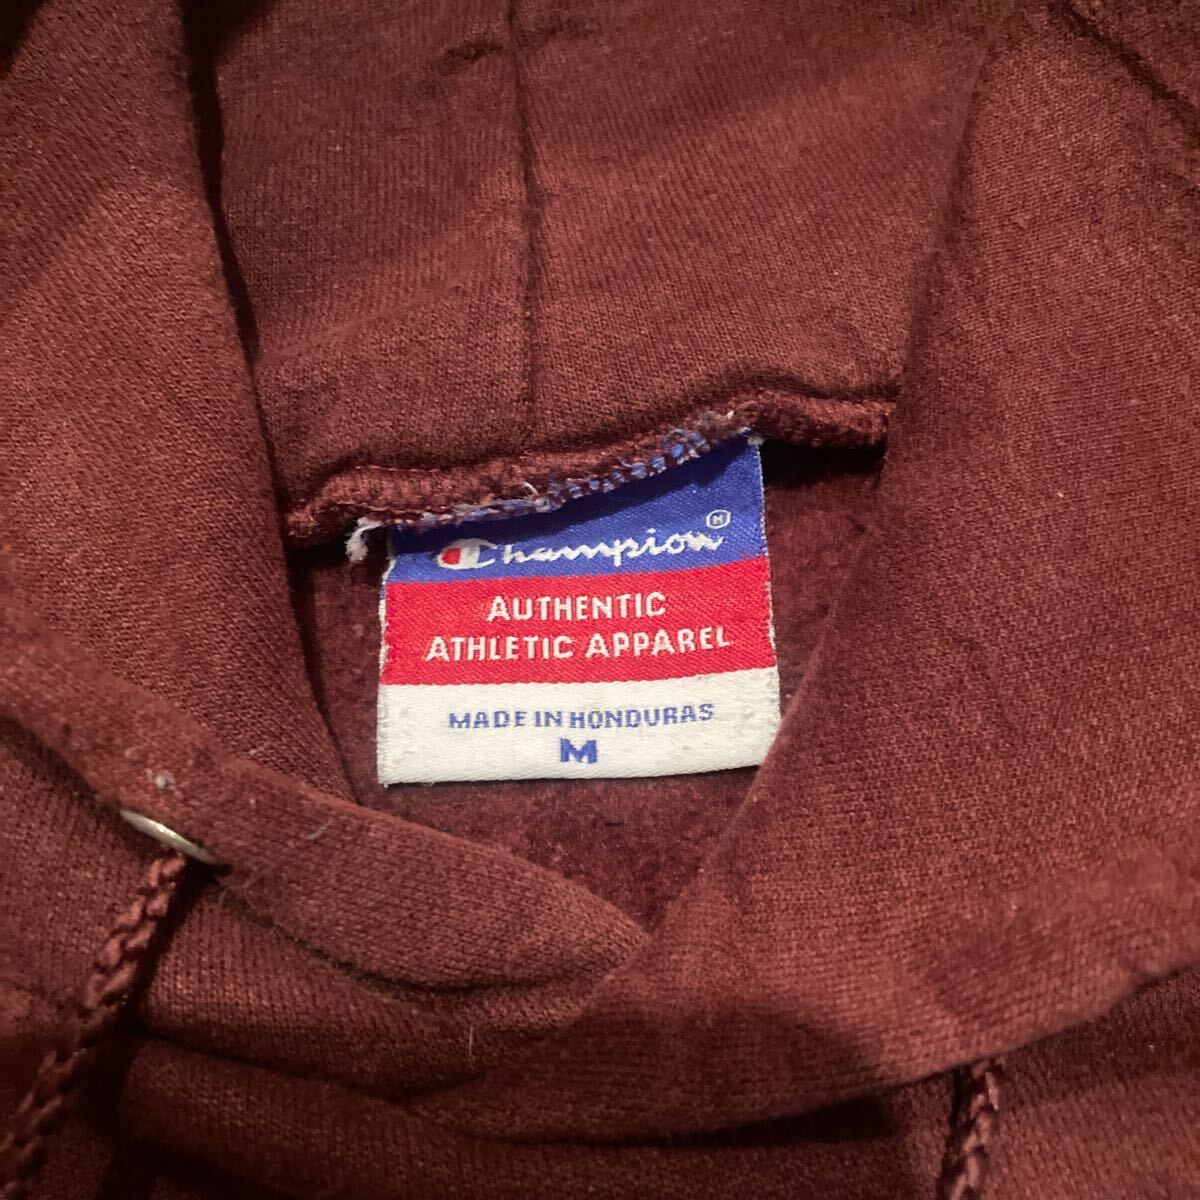 Champion®
AUTHENTIC
ATHLETIC APPAREL
MADE IN HONDURAS
M